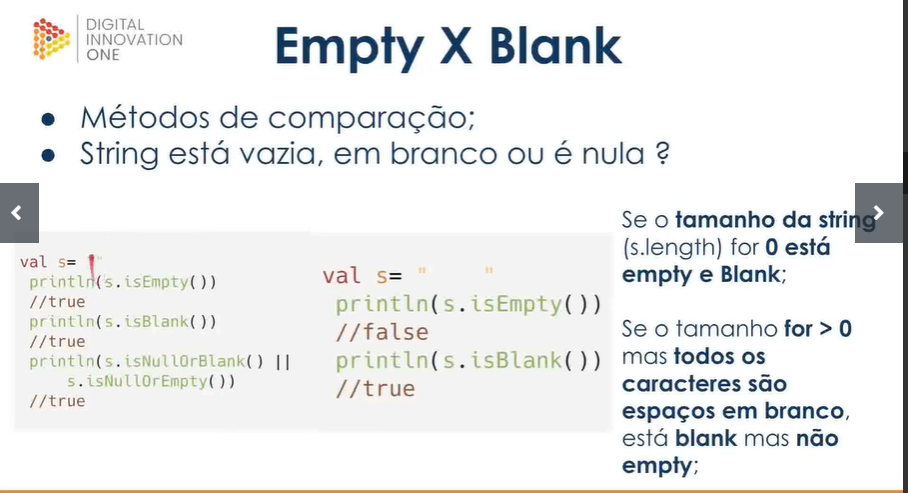 DIGITAL
INNOVATION
ONE
Empty X Blank
● Métodos de comparação;
● String está vazia, em branco ou é nula ?
val s= ""
println(s.isEmpty())
//true
println(s.isBlank())
//true
println(s.isNullOrBlank() ||
s.isNullOrEmpty())
//true
val s= "    "
println(s.isEmpty())
//false
println(s.isBlank())
//true
Se o tamanho da string
(s.length) for 0 está
empty e Blank;
Se o tamanho for > 0
mas todos os
caracteres são
espaços em branco,
está blank mas não
empty;